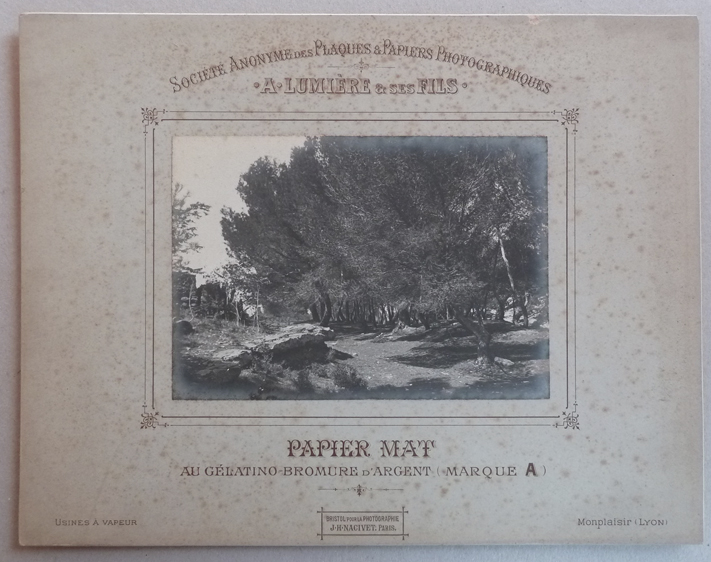 SOCIÉTÉ ANONYME DES PLAQUES & PAPIERS PHOTOGRAPHIQUES
·A· LUMIÈRE & SES FILS·
PAPIER MAT
AU GÉLATINO-BROMURE D'ARGENT (MARQUE A)
USINES À VAPEUR
BRISTOL POUR LA PHOTOGRAPHIE
J·H·NACIVET. PARIS.
Monplaisir (LYON)